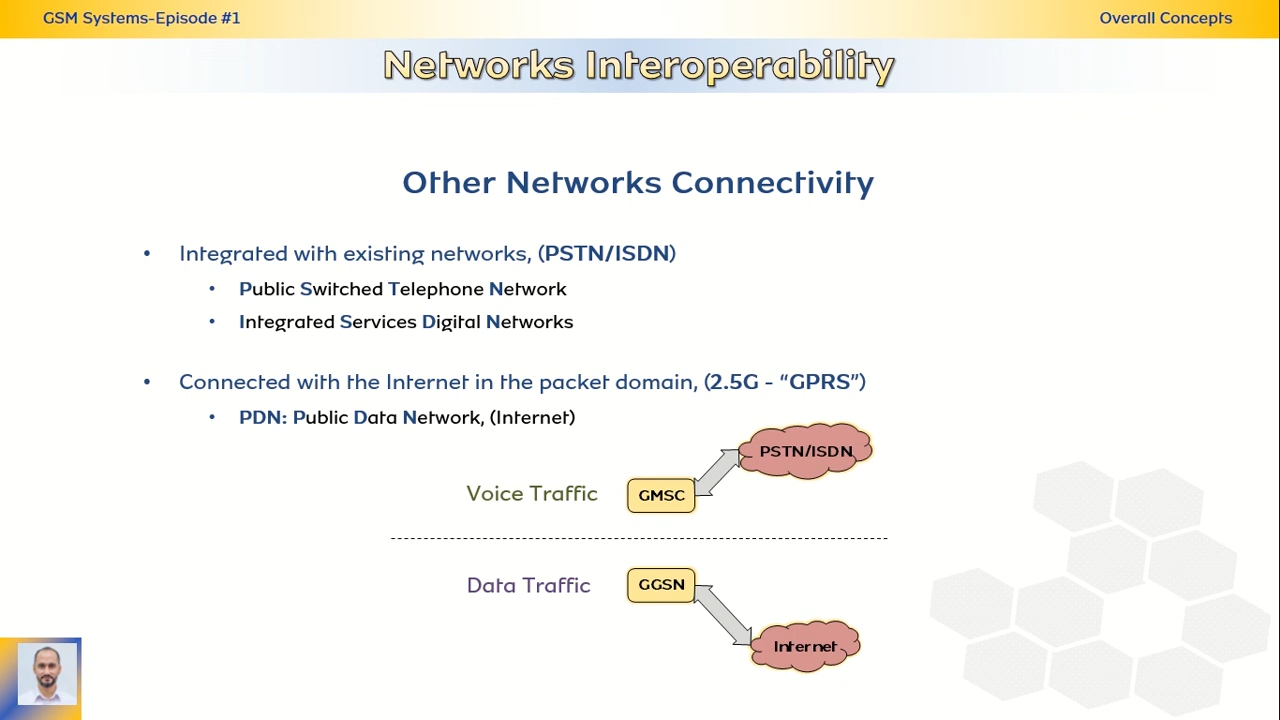 GSM Systems-Episode #1
Overall Concepts
Networks Interoperability
Other Networks Connectivity
• Integrated with existing networks, (PSTN/ISDN)
• Public Switched Telephone Network
• Integrated Services Digital Networks
• Connected with the Internet in the packet domain, (2.5G - “GPRS”)
• PDN: Public Data Network, (Internet)
PSTN/ISDN
Voice Traffic
GMSC
Data Traffic
GGSN
Internet